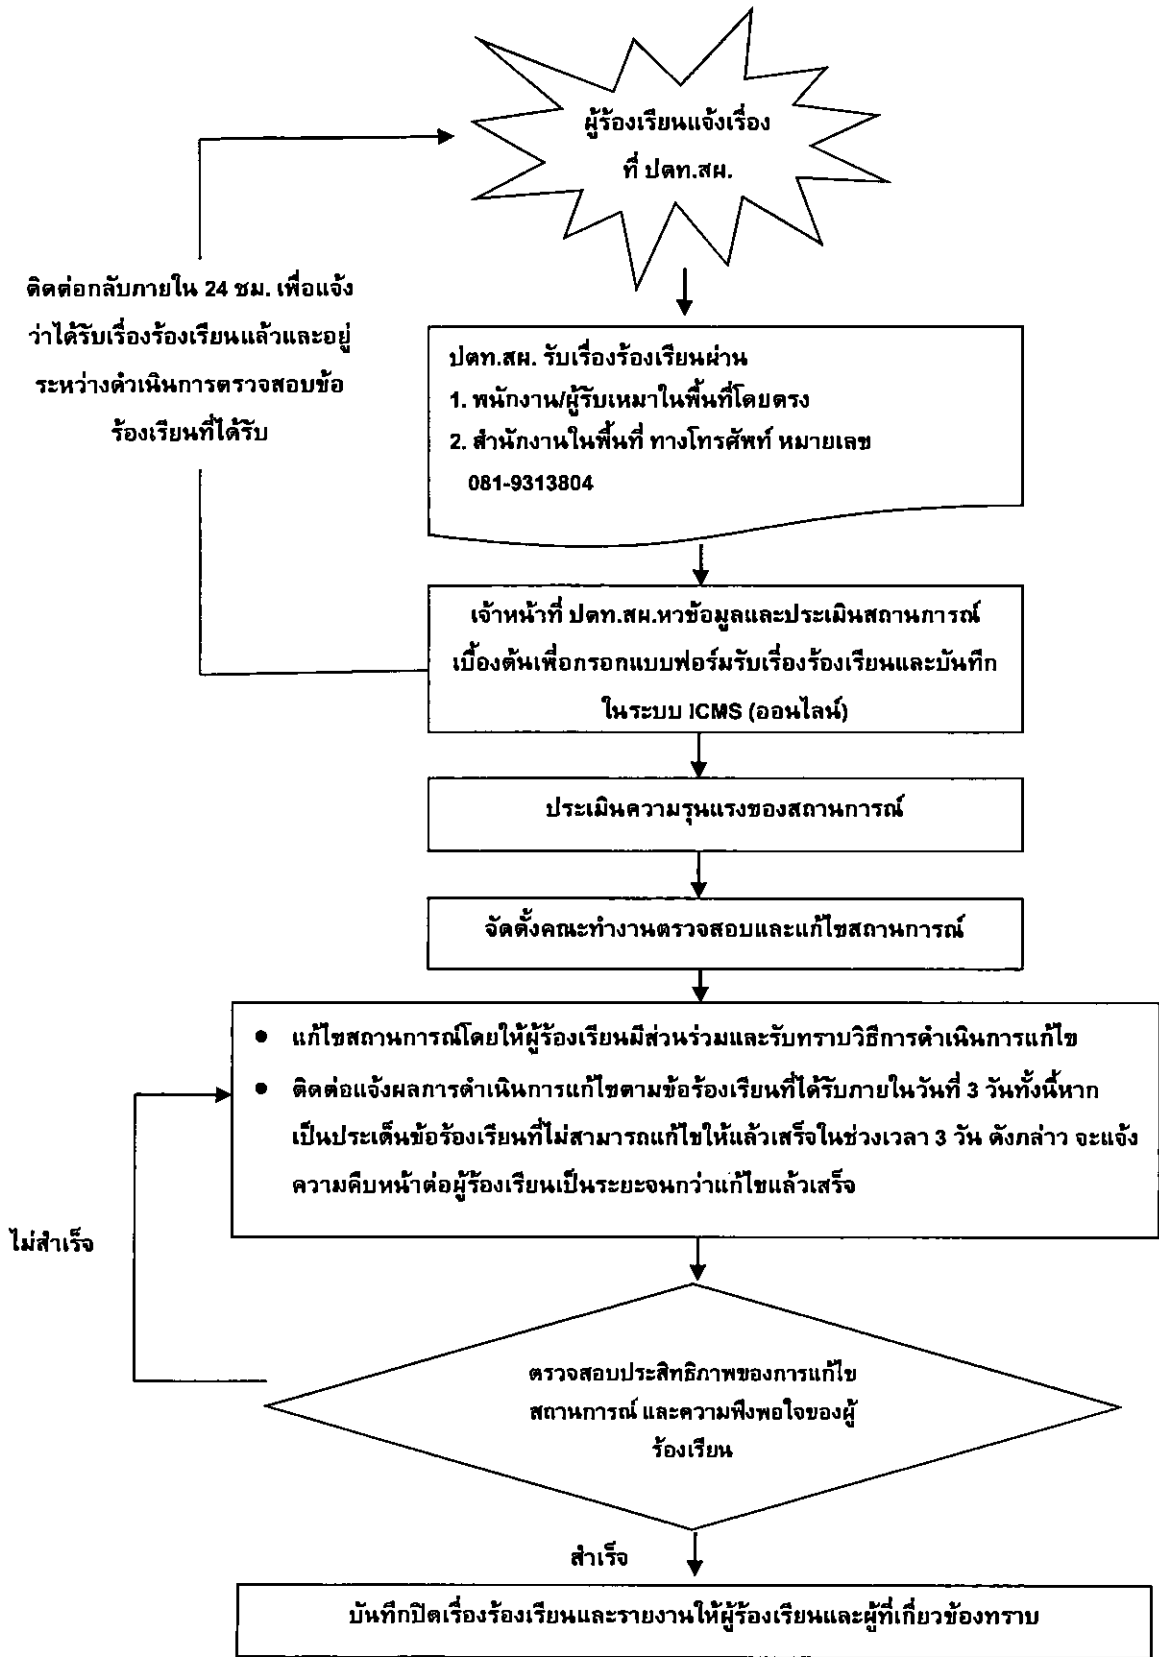 ผู้ร้องเรียนแจ้งเรื่อง
ที่ ปตท.สผ.
ติดต่อกลับภายใน 24 ชม. เพื่อแจ้ง
ว่าได้รับเรื่องร้องเรียนแล้วและอยู่
ระหว่างดำเนินการตรวจสอบข้อ
ร้องเรียนที่ได้รับ
ปตท.สผ. รับเรื่องร้องเรียนผ่าน
1. พนักงาน/ผู้รับเหมาในพื้นที่โดยตรง
2. สำนักงานในพื้นที่ ทางโทรศัพท์ หมายเลข
081-9313804
เจ้าหน้าที่ ปตท.สผ.หาข้อมูลและประเมินสถานการณ์
เบื้องต้นเพื่อกรอกแบบฟอร์มรับเรื่องร้องเรียนและบันทึก
ในระบบ ICMS (ออนไลน์)
ประเมินความรุนแรงของสถานการณ์
จัดตั้งคณะทำงานตรวจสอบและแก้ไขสถานการณ์
● แก้ไขสถานการณ์โดยให้ผู้ร้องเรียนมีส่วนร่วมและรับทราบวิธีการดำเนินการแก้ไข
● ติดต่อแจ้งผลการดำเนินการแก้ไขตามข้อร้องเรียนที่ได้รับภายในวันที่ 3 วันทั้งนี้หาก
เป็นประเด็นข้อร้องเรียนที่ไม่สามารถแก้ไขให้แล้วเสร็จในช่วงเวลา 3 วัน ดังกล่าว จะแจ้ง
ความคืบหน้าต่อผู้ร้องเรียนเป็นระยะจนกว่าแก้ไขแล้วเสร็จ
ไม่สำเร็จ
ตรวจสอบประสิทธิภาพของการแก้ไข
สถานการณ์ และความพึงพอใจของผู้
ร้องเรียน
สำเร็จ
บันทึกปิดเรื่องร้องเรียนและรายงานให้ผู้ร้องเรียนและผู้ที่เกี่ยวข้องทราบ